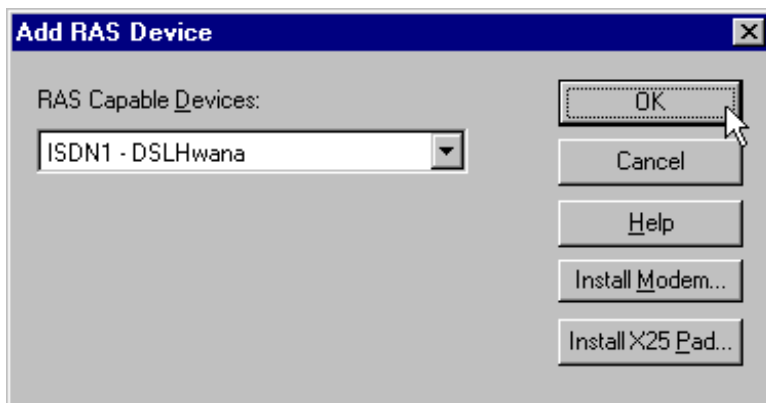 Add RAS Device
RAS Capable Devices:
ISDN1 - DSLHwana
OK
Cancel
Help
Install Modem...
Install X25 Pad...